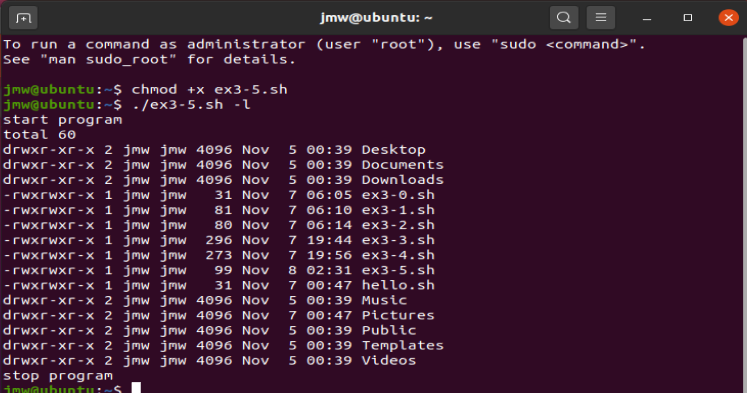 jmw@ubuntu: ~
To run a command as administrator (user "root"), use "sudo <command>".
See "man sudo_root" for details.
jmw@ubuntu:~$ chmod +x ex3-5.sh
jmw@ubuntu:~$ ./ex3-5.sh -l
start program
total 60
drwxr-xr-x 2 jmw jmw 4096 Nov  5 00:39 Desktop
drwxr-xr-x 2 jmw jmw 4096 Nov  5 00:39 Documents
drwxr-xr-x 2 jmw jmw 4096 Nov  5 00:39 Downloads
-rwxrwxr-x 1 jmw jmw   31 Nov  7 06:05 ex3-0.sh
-rwxrwxr-x 1 jmw jmw   81 Nov  7 06:10 ex3-1.sh
-rwxrwxr-x 1 jmw jmw   80 Nov  7 06:14 ex3-2.sh
-rwxrwxr-x 1 jmw jmw  296 Nov  7 19:44 ex3-3.sh
-rwxrwxr-x 1 jmw jmw  273 Nov  7 19:56 ex3-4.sh
-rwxrwxr-x 1 jmw jmw   99 Nov  8 02:31 ex3-5.sh
-rwxrwxr-x 1 jmw jmw   31 Nov  7 00:47 hello.sh
drwxr-xr-x 2 jmw jmw 4096 Nov  5 00:39 Music
drwxr-xr-x 2 jmw jmw 4096 Nov  7 00:47 Pictures
drwxr-xr-x 2 jmw jmw 4096 Nov  5 00:39 Public
drwxr-xr-x 2 jmw jmw 4096 Nov  5 00:39 Templates
drwxr-xr-x 2 jmw jmw 4096 Nov  5 00:39 Videos
stop program
jmw@ubuntu:~$